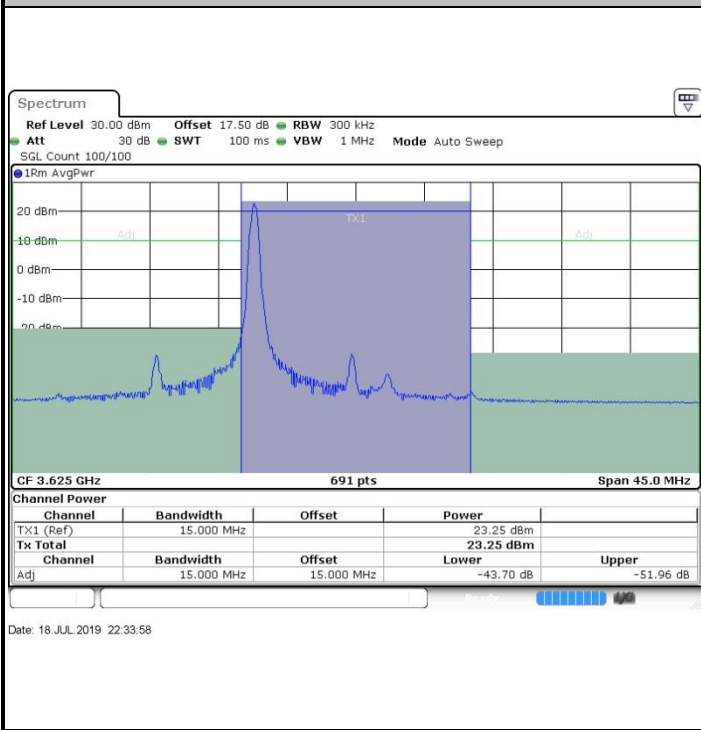 Spectrum
Ref Level 30.00 dBm Offset 17.50 dB RBW 300 kHz
Att 30 dB SWT 100 ms VBW 1 MHz Mode Auto Sweep
SGL Count 100/100
1Rm AvgPwr
20 dBm
TX1
Adj
Adj
10 dBm
0 dBm
-10 dBm
-20 dBm
CF 3.625 GHz 691 pts Span 45.0 MHz
Channel Power
Channel Bandwidth Offset Power
TX1 (Ref) 15.000 MHz 23.25 dBm
Tx Total 23.25 dBm
Channel Bandwidth Offset Lower Upper
Adj 15.000 MHz 15.000 MHz -43.70 dB -51.96 dB
Ready
Date: 18.JUL.2019 22:33:58